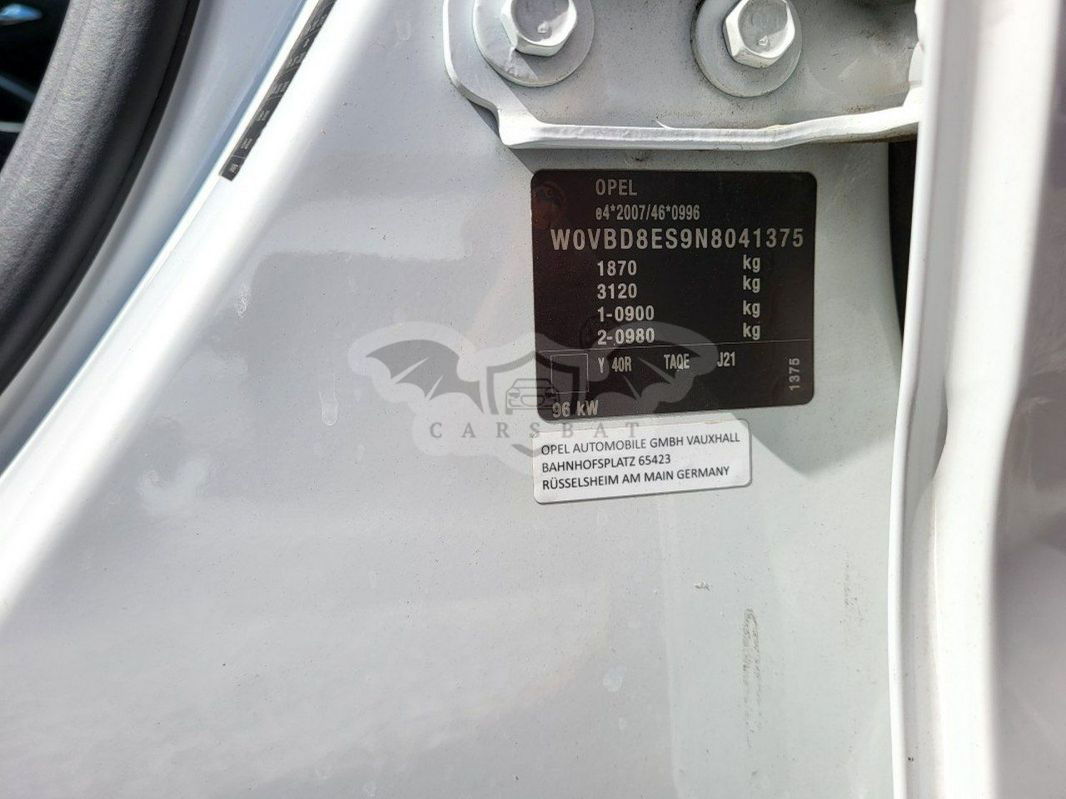 OPEL
e4*2007/46*0996
W0VBD8ES9N8041375
1870 kg
3120 kg
1-0900 kg
2-0980 kg
Y 40R TAQE J21
1375
96 kW
CARSBAT
OPEL AUTOMOBILE GMBH VAUXHALL
BAHNHOFSPLATZ 65423
RÜSSELSHEIM AM MAIN GERMANY